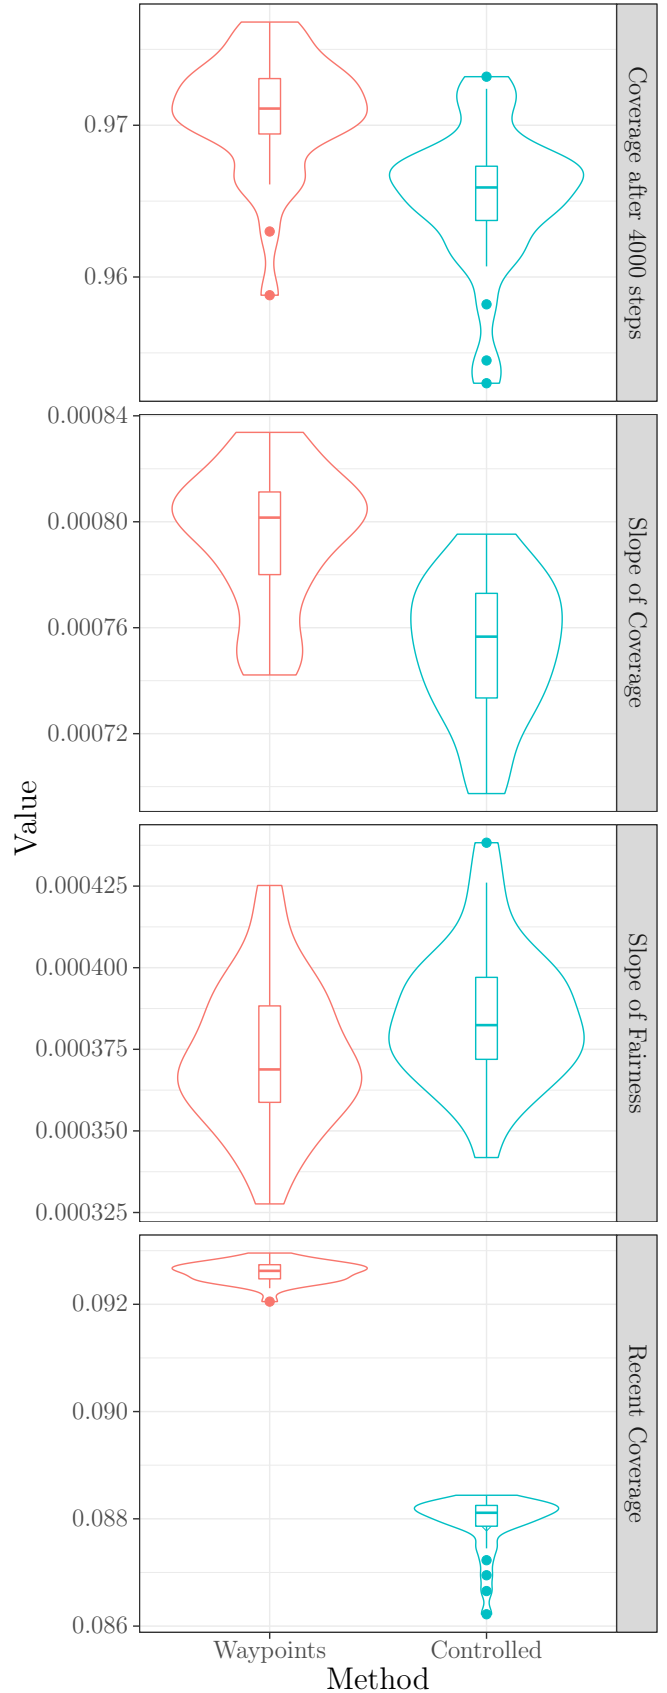 0.97
0.96
Coverage after 4000 steps
0.00084
0.00080
0.00076
0.00072
Slope of Coverage
Value
0.000425
0.000400
0.000375
0.000350
0.000325
Slope of Fairness
0.092
0.090
0.088
0.086
Recent Coverage
Waypoints Controlled
Method